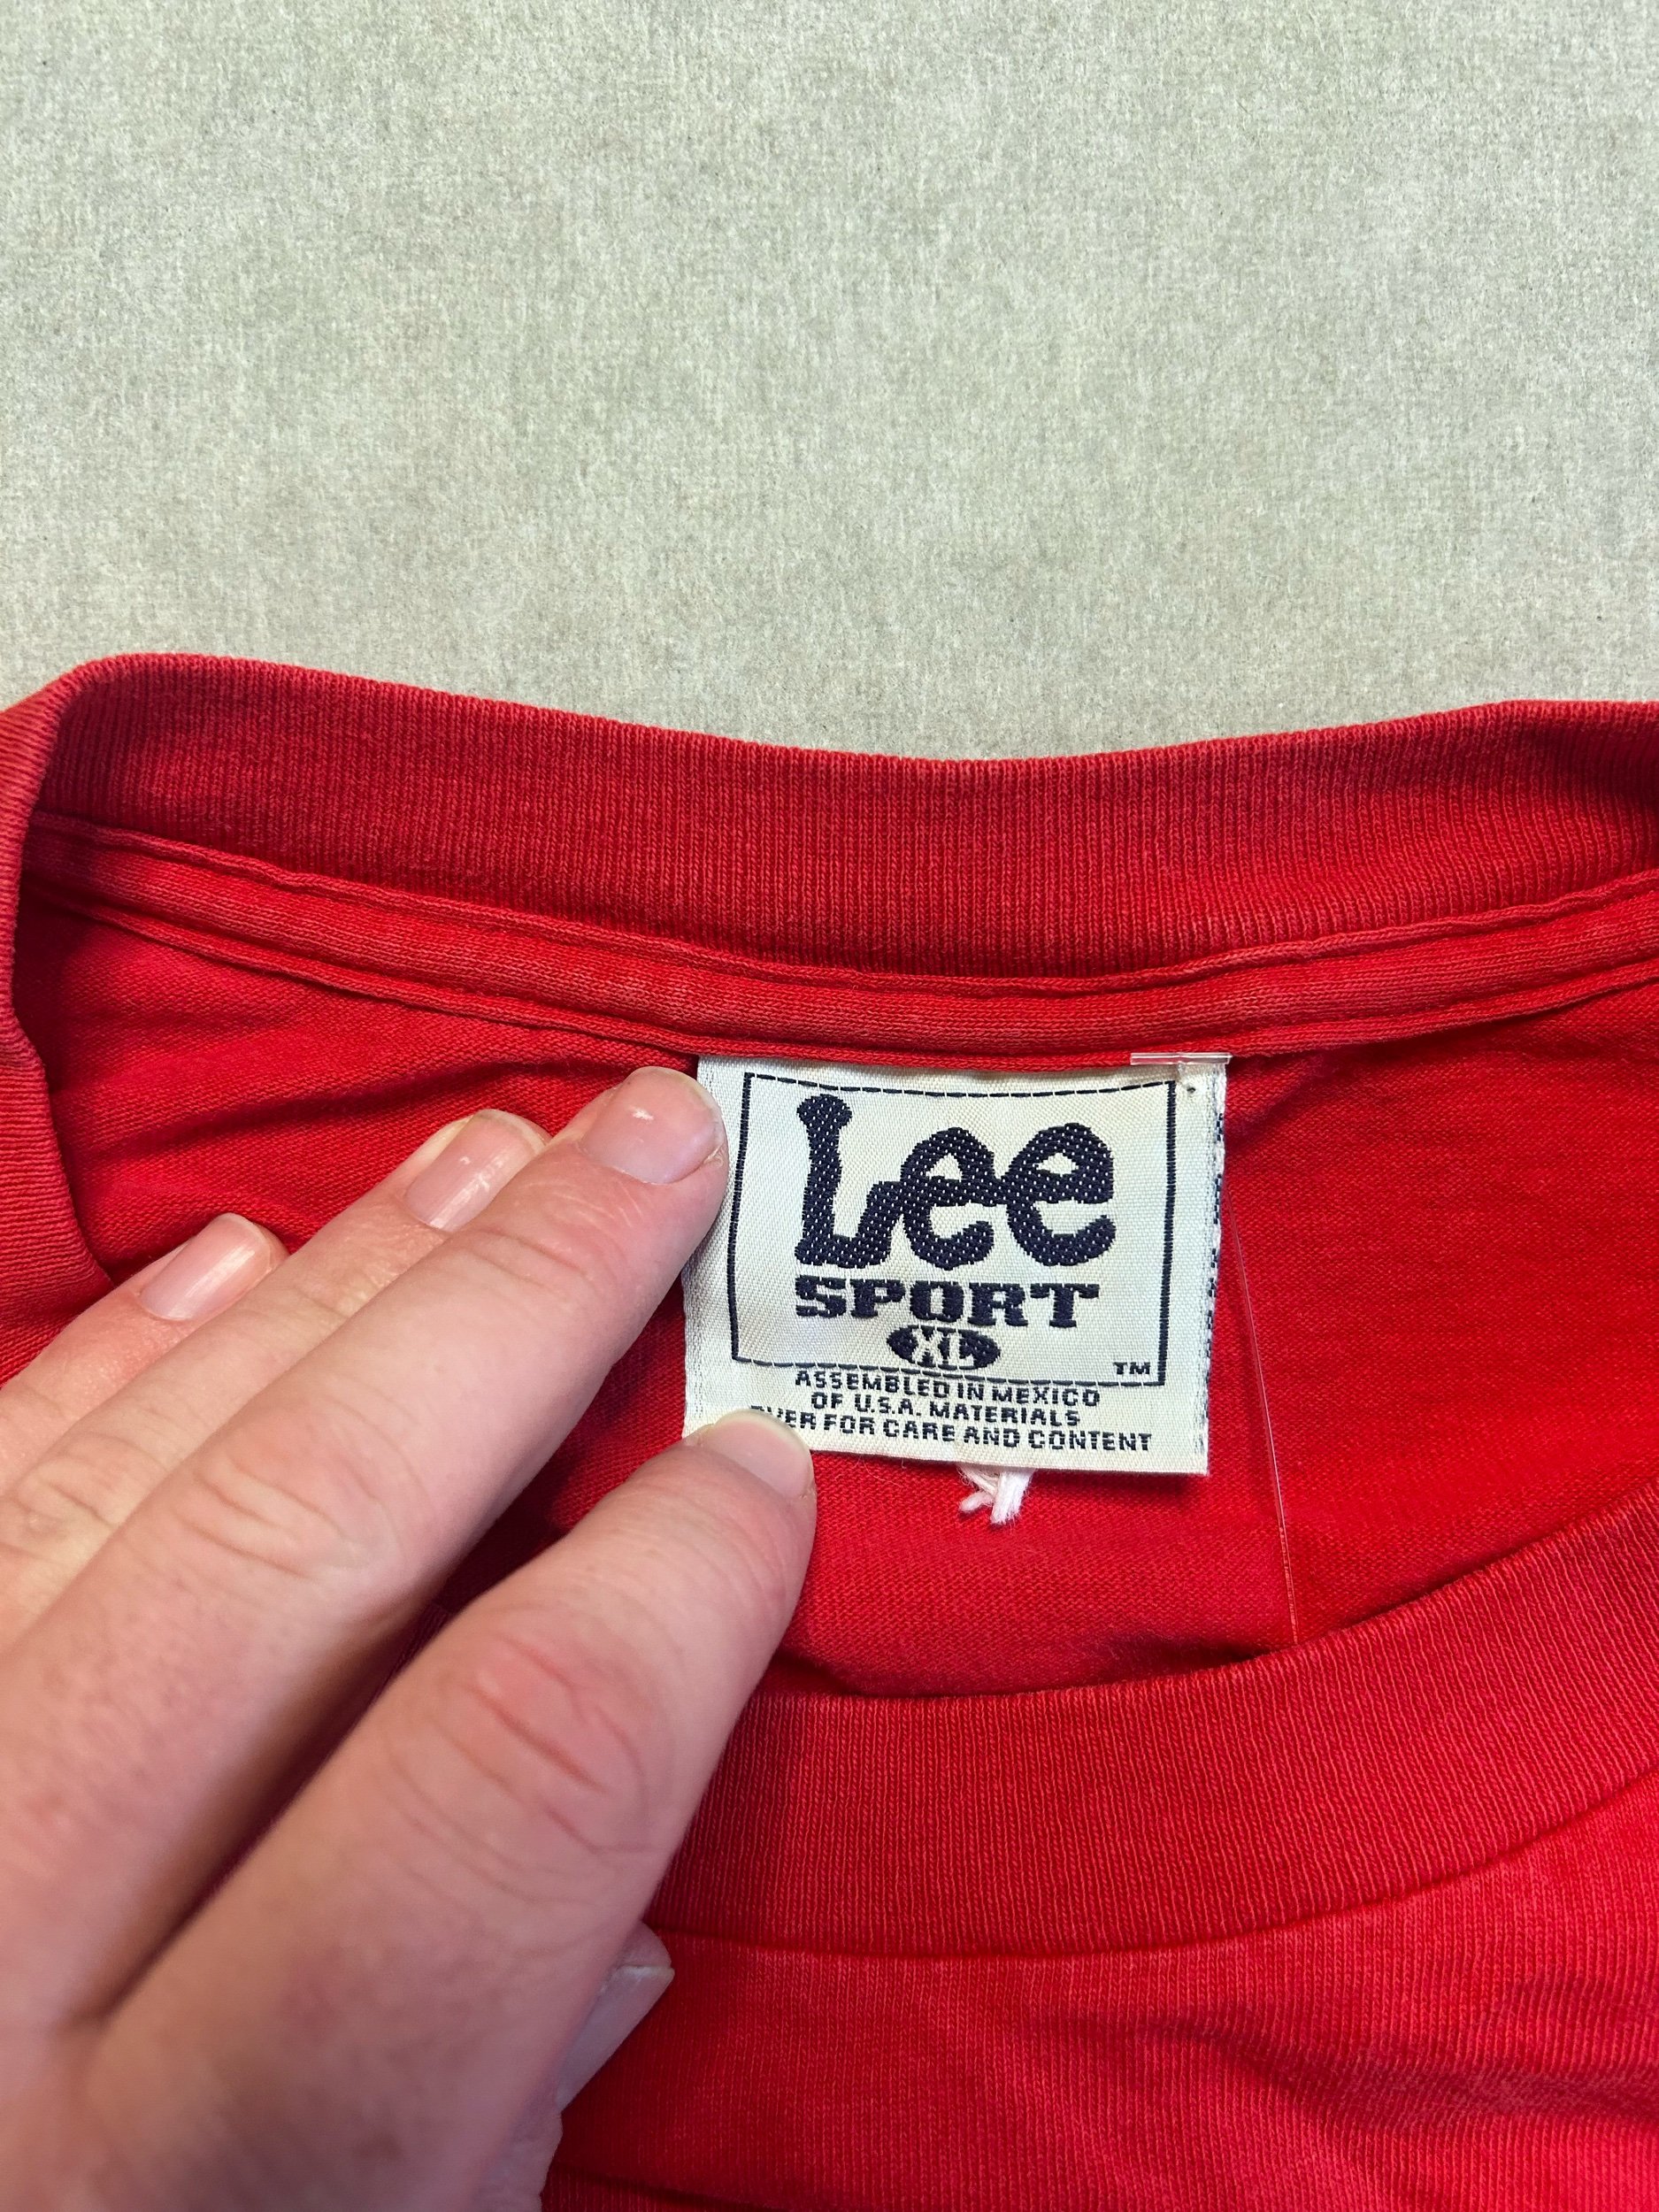 Lee
SPORT
XL
TM
ASSEMBLED IN MEXICO
OF U.S.A. MATERIALS
FOR CARE AND CONTENT